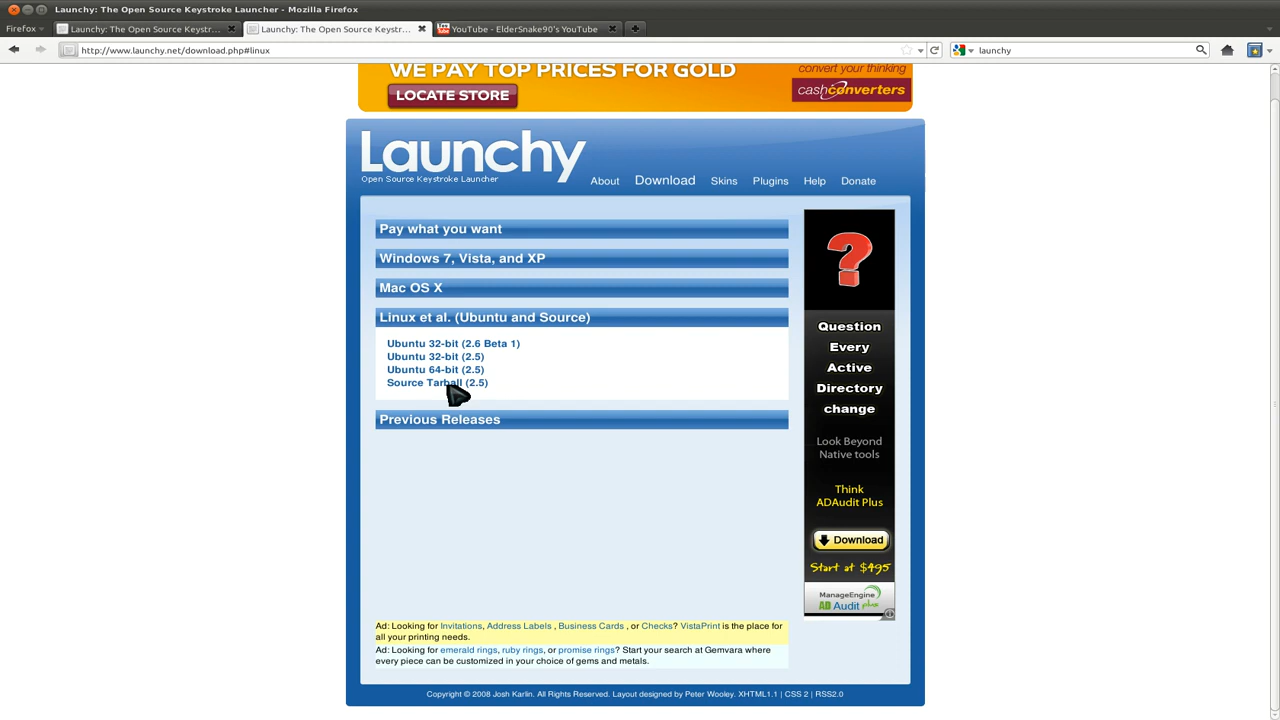 Launchy: The Open Source Keystroke Launcher - Mozilla Firefox
Firefox
Launchy: The Open Source Keystr...
Launchy: The Open Source Keystr...
YouTube - ElderSnake90's YouTube
http://www.launchy.net/download.php#linux
launchy
WE PAY TOP PRICES FOR GOLD
convert your thinking
LOCATE STORE
cashconverters
Launchy
Open Source Keystroke Launcher
About Download Skins Plugins Help Donate
Pay what you want
Windows 7, Vista, and XP
Mac OS X
Linux et al. (Ubuntu and Source)
Ubuntu 32-bit (2.6 Beta 1)
Ubuntu 32-bit (2.5)
Ubuntu 64-bit (2.5)
Source Tarball (2.5)
Previous Releases
?
Question
Every
Active
Directory
change
Look Beyond
Native tools
Think
ADAudit Plus
Download
Start at $495
ManageEngine
AD Audit plus
Ad: Looking for Invitations, Address Labels , Business Cards , or Checks? VistaPrint is the place for
all your printing needs.
Ad: Looking for emerald rings, ruby rings, or promise rings? Start your search at Gemvara where
every piece can be customized in your choice of gems and metals.
Copyright © 2008 Josh Karlin. All Rights Reserved. Layout designed by Peter Wooley. XHTML1.1 | CSS 2 | RSS2.0